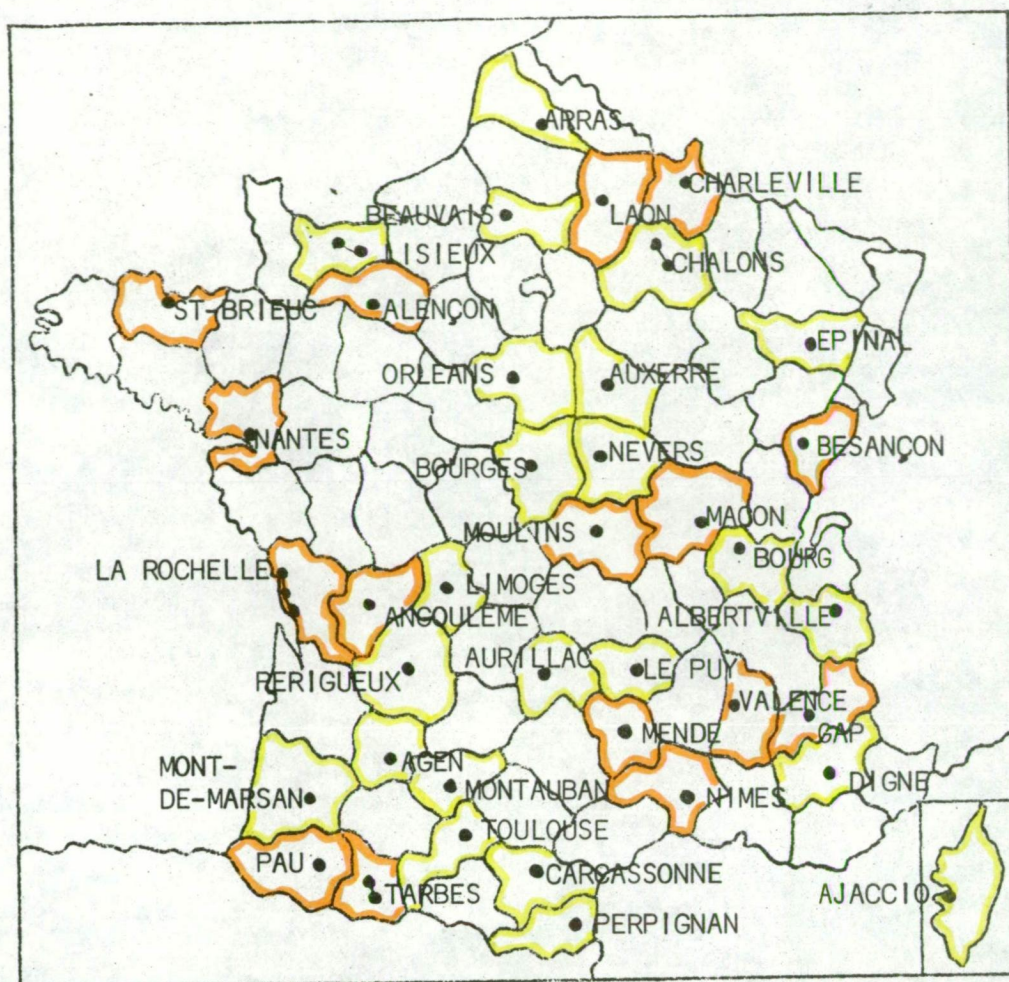 ARRAS
CHARLEVILLE
LAON
BEAUVAIS
LISIEUX
CHALONS
ST-BRIEUC
ALENÇON
EPINAL
ORLEANS
AUXERRE
NANTES
BESANÇON
BOURGES
NEVERS
MOULINS
MACON
BOURG
LA ROCHELLE
LIMOGES
ANGOULEME
ALBERTVILLE
AURILLAC
LE PUY
PERIGUEUX
VALENCE
MENDE
GAP
AGEN
MONT-
DE-MARSAN
MONTAUBAN
NIMES
DIGNE
TOULOUSE
PAU
CARCASSONNE
TARBES
AJACCIO
PERPIGNAN